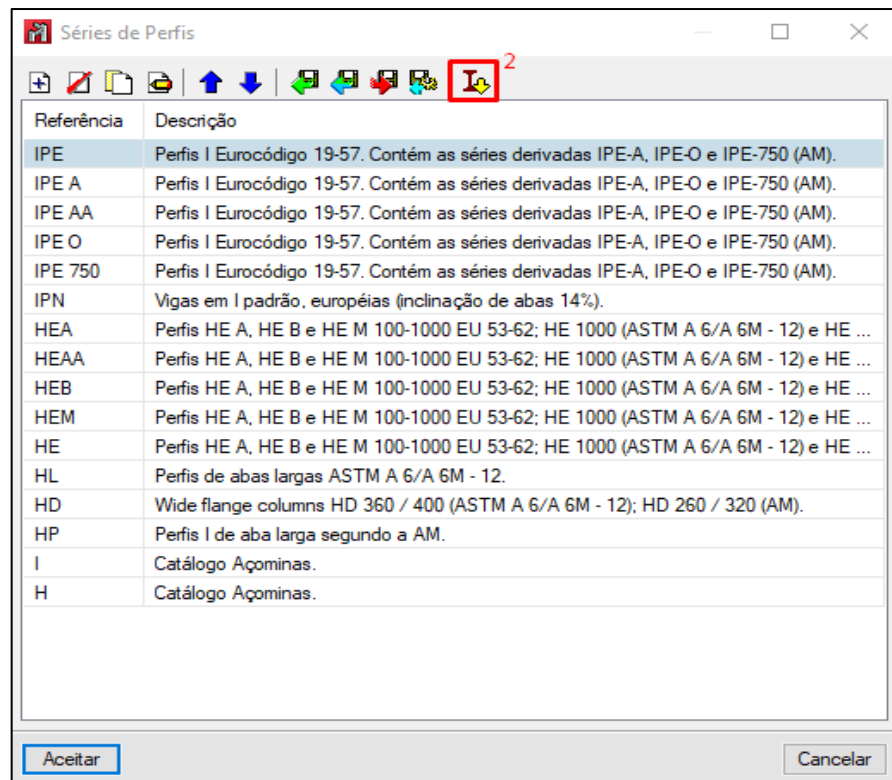 Séries de Perfis
2
Referência Descrição
IPE Perfis I Eurocódigo 19-57. Contém as séries derivadas IPE-A, IPE-O e IPE-750 (AM).
IPE A Perfis I Eurocódigo 19-57. Contém as séries derivadas IPE-A, IPE-O e IPE-750 (AM).
IPE AA Perfis I Eurocódigo 19-57. Contém as séries derivadas IPE-A, IPE-O e IPE-750 (AM).
IPE O Perfis I Eurocódigo 19-57. Contém as séries derivadas IPE-A, IPE-O e IPE-750 (AM).
IPE 750 Perfis I Eurocódigo 19-57. Contém as séries derivadas IPE-A, IPE-O e IPE-750 (AM).
IPN Vigas em I padrão, européias (inclinação de abas 14%).
HEA Perfis HE A, HE B e HE M 100-1000 EU 53-62; HE 1000 (ASTM A 6/A 6M - 12) e HE ...
HEAA Perfis HE A, HE B e HE M 100-1000 EU 53-62; HE 1000 (ASTM A 6/A 6M - 12) e HE ...
HEB Perfis HE A, HE B e HE M 100-1000 EU 53-62; HE 1000 (ASTM A 6/A 6M - 12) e HE ...
HEM Perfis HE A, HE B e HE M 100-1000 EU 53-62; HE 1000 (ASTM A 6/A 6M - 12) e HE ...
HE Perfis HE A, HE B e HE M 100-1000 EU 53-62; HE 1000 (ASTM A 6/A 6M - 12) e HE ...
HL Perfis de abas largas ASTM A 6/A 6M - 12.
HD Wide flange columns HD 360 / 400 (ASTM A 6/A 6M - 12); HD 260 / 320 (AM).
HP Perfis I de aba larga segundo a AM.
I Catálogo Açominas.
H Catálogo Açominas.
Aceitar Cancelar